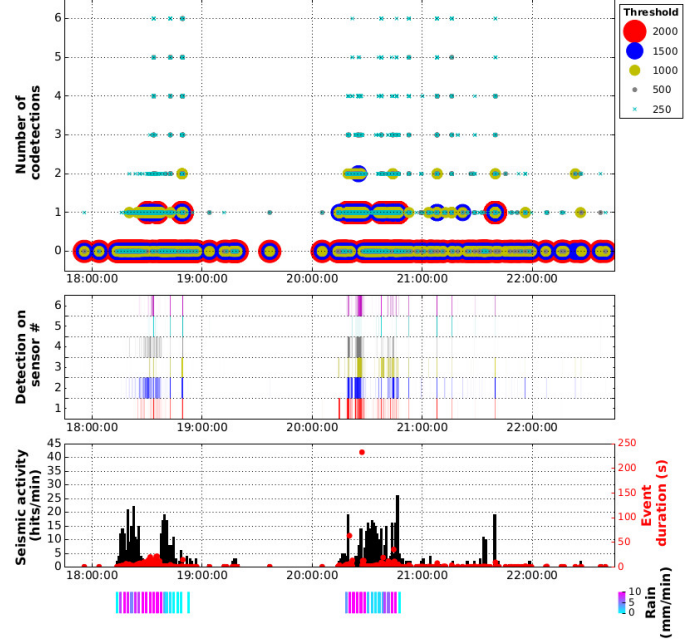 Threshold
2000
1500
1000
500
250
Number of
codetections
6
5
4
3
2
1
0
18:00:00 19:00:00 20:00:00 21:00:00 22:00:00
Detection on
sensor #
6
5
4
3
2
1
18:00:00 19:00:00 20:00:00 21:00:00 22:00:00
Seismic activity
(hits/min)
45
40
35
30
25
20
15
10
5
0
250
200
150
100
50
0
Event
duration (s)
18:00:00 19:00:00 20:00:00 21:00:00 22:00:00
10
5
0
Rain
(mm/min)